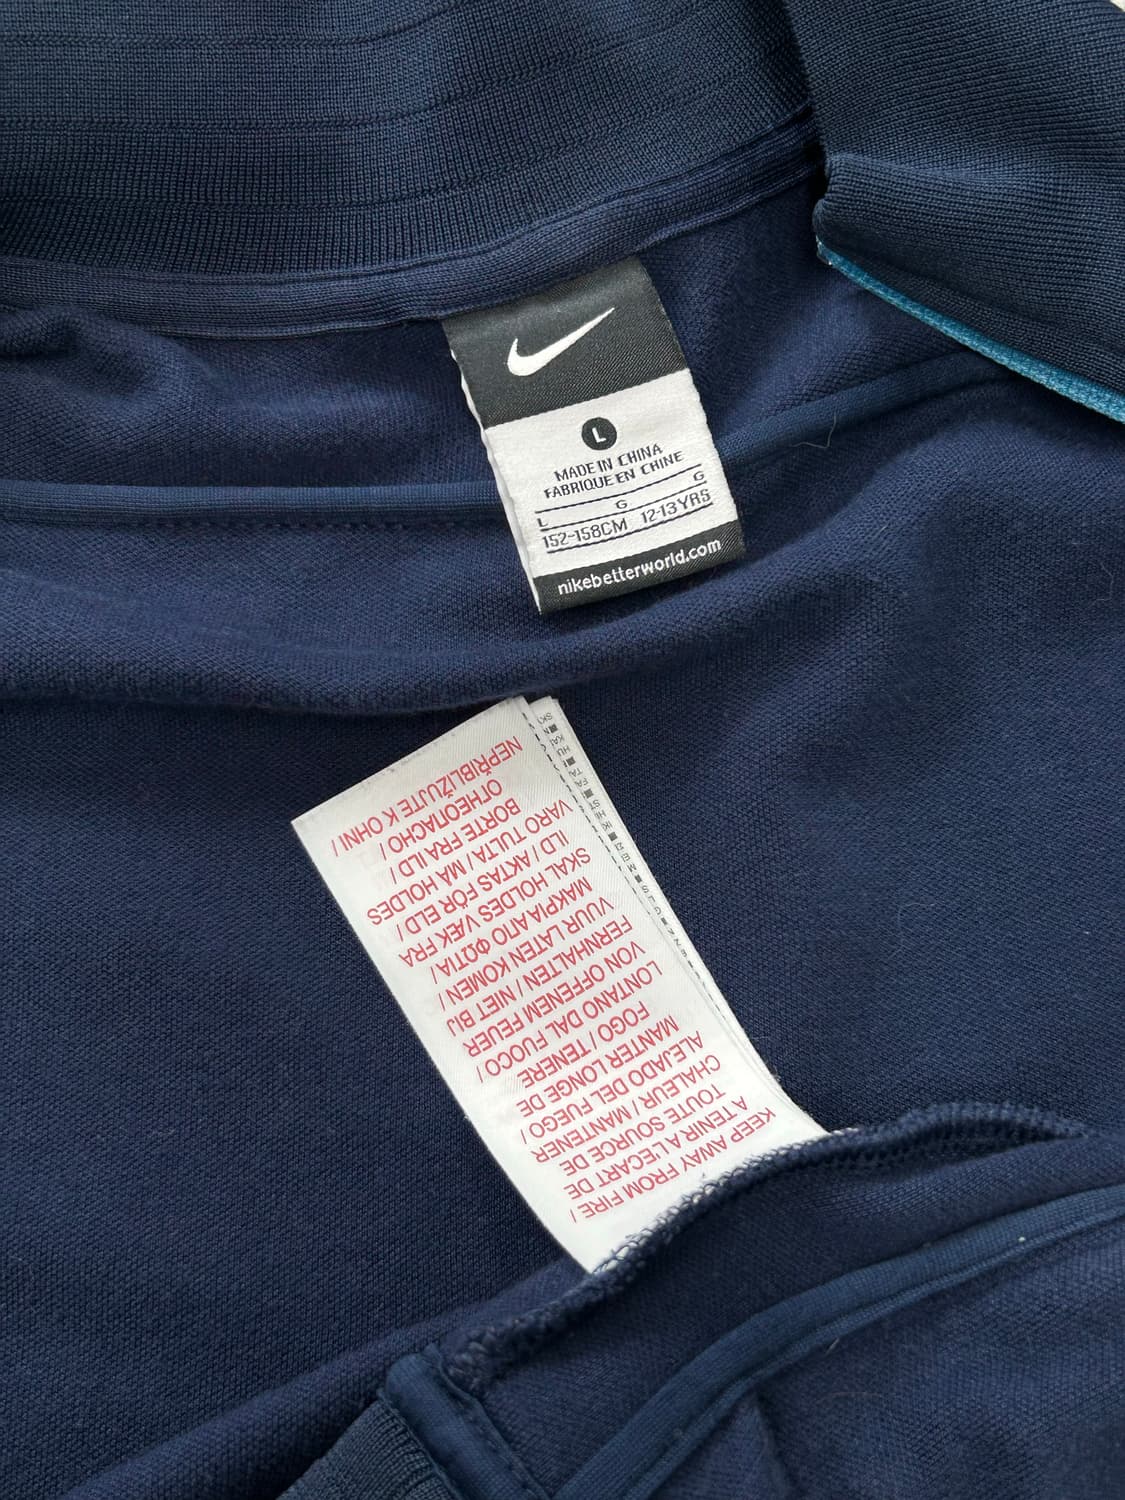 L
MADE IN CHINA
FABRIQUE EN CHINE
L G G
152-158CM 12-13YRS
nikebetterworld.com
KEEP AWAY FROM FIRE /
A TENIR A L'ECART DE
TOUTE SOURCE DE
CHALEUR / MANTENER
ALEJADO DEL FUEGO /
MANTER LONGE DE
FOGO / TENERE
LONTANO DAL FUOCO /
VON OFFENEM FEUER
FERNHALTEN / NIET BIJ
VUUR LATEN KOMEN /
ΜΑΚΡΙΑ ΑΠΟ ΦΩΤΙΑ /
SKAL HOLDES VÆK FRA
ILD / AKTAS FÖR ELD /
VARO TULTA / MA HOLDES
BORTE FRA ILD /
ОГНЕОПАСНО /
NEPŘIBLIŽUJTE K OHNI /